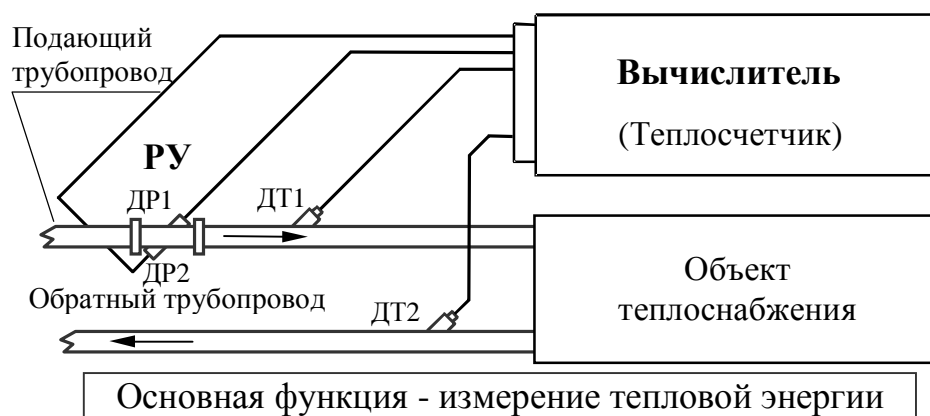 Подающий
трубопровод
Вычислитель
(Теплосчетчик)
РУ
ДР1
ДТ1
ДР2
Обратный трубопровод
ДТ2
Объект
теплоснабжения
Основная функция - измерение тепловой энергии